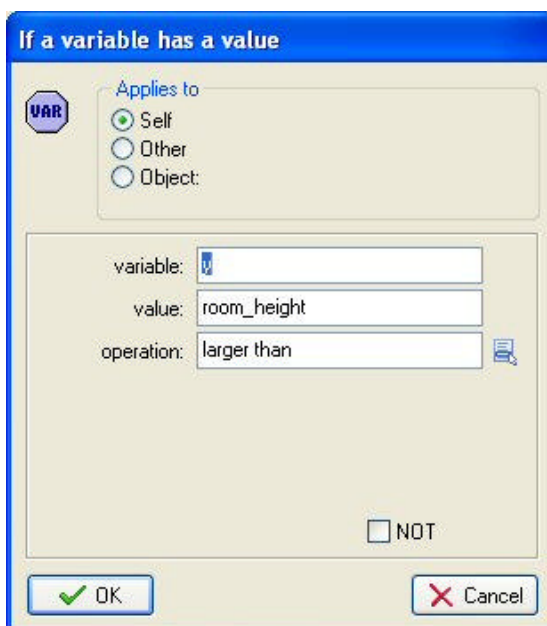 If a variable has a value
VAR
Applies to
Self
Other
Object:
variable: y
value: room_height
operation: larger than
NOT
OK
Cancel